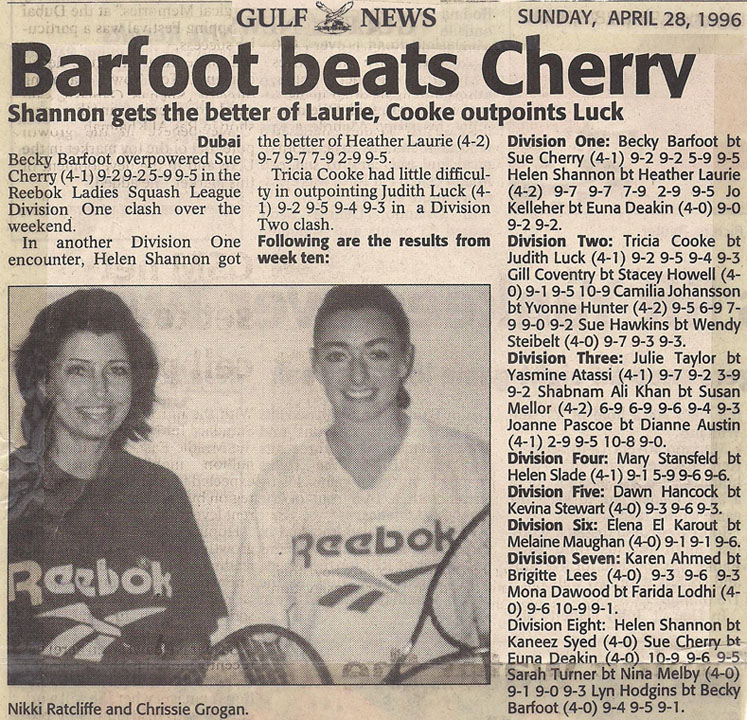 GULF NEWS
SUNDAY, APRIL 28, 1996
Barfoot beats Cherry
Shannon gets the better of Laurie, Cooke outpoints Luck
Dubai
Becky Barfoot overpowered Sue
Cherry (4-1) 9-2 9-2 5-9 9-5 in the
Reebok Ladies Squash League
Division One clash over the
weekend.
In another Division One
encounter, Helen Shannon got
the better of Heather Laurie (4-2)
9-7 9-7 7-9 2-9 9-5.
Tricia Cooke had little difficul-
ty in outpointing Judith Luck (4-
1) 9-2 9-5 9-4 9-3 in a Division
Two clash.
Following are the results from
week ten:
Division One: Becky Barfoot bt
Sue Cherry (4-1) 9-2 9-2 5-9 9-5
Helen Shannon bt Heather Laurie
(4-2) 9-7 9-7 7-9 2-9 9-5 Jo
Kelleher bt Euna Deakin (4-0) 9-0
9-2 9-2.
Division Two: Tricia Cooke bt
Judith Luck (4-1) 9-2 9-5 9-4 9-3
Gill Coventry bt Stacey Howell (4-
0) 9-1 9-5 10-9 Camilia Johansson
bt Yvonne Hunter (4-2) 9-5 6-9 7-
9 9-0 9-2 Sue Hawkins bt Wendy
Steibelt (4-0) 9-7 9-3 9-3.
Division Three: Julie Taylor bt
Yasmine Atassi (4-1) 9-7 9-2 3-9
9-2 Shabnam Ali Khan bt Susan
Mellor (4-2) 6-9 6-9 9-6 9-4 9-3
Joanne Pascoe bt Dianne Austin
(4-1) 2-9 9-5 10-8 9-0.
Division Four: Mary Stansfeld bt
Helen Slade (4-1) 9-1 5-9 9-6 9-6.
Division Five: Dawn Hancock bt
Kevina Stewart (4-0) 9-3 9-6 9-3.
Division Six: Elena El Karout bt
Melaine Maughan (4-0) 9-1 9-1 9-6.
Division Seven: Karen Ahmed bt
Brigitte Lees (4-0) 9-3 9-6 9-3
Mona Dawood bt Farida Lodhi (4-
0) 9-6 10-9 9-1.
Division Eight: Helen Shannon bt
Kaneez Syed (4-0) Sue Cherry bt
Euna Deakin (4-0) 10-9 9-6 9-5
Sarah Turner bt Nina Melby (4-0)
9-1 9-0 9-3 Lyn Hodgins bt Becky
Barfoot (4-0) 9-4 9-5 9-1.
Reebok
Reebok
Nikki Ratcliffe and Chrissie Grogan.